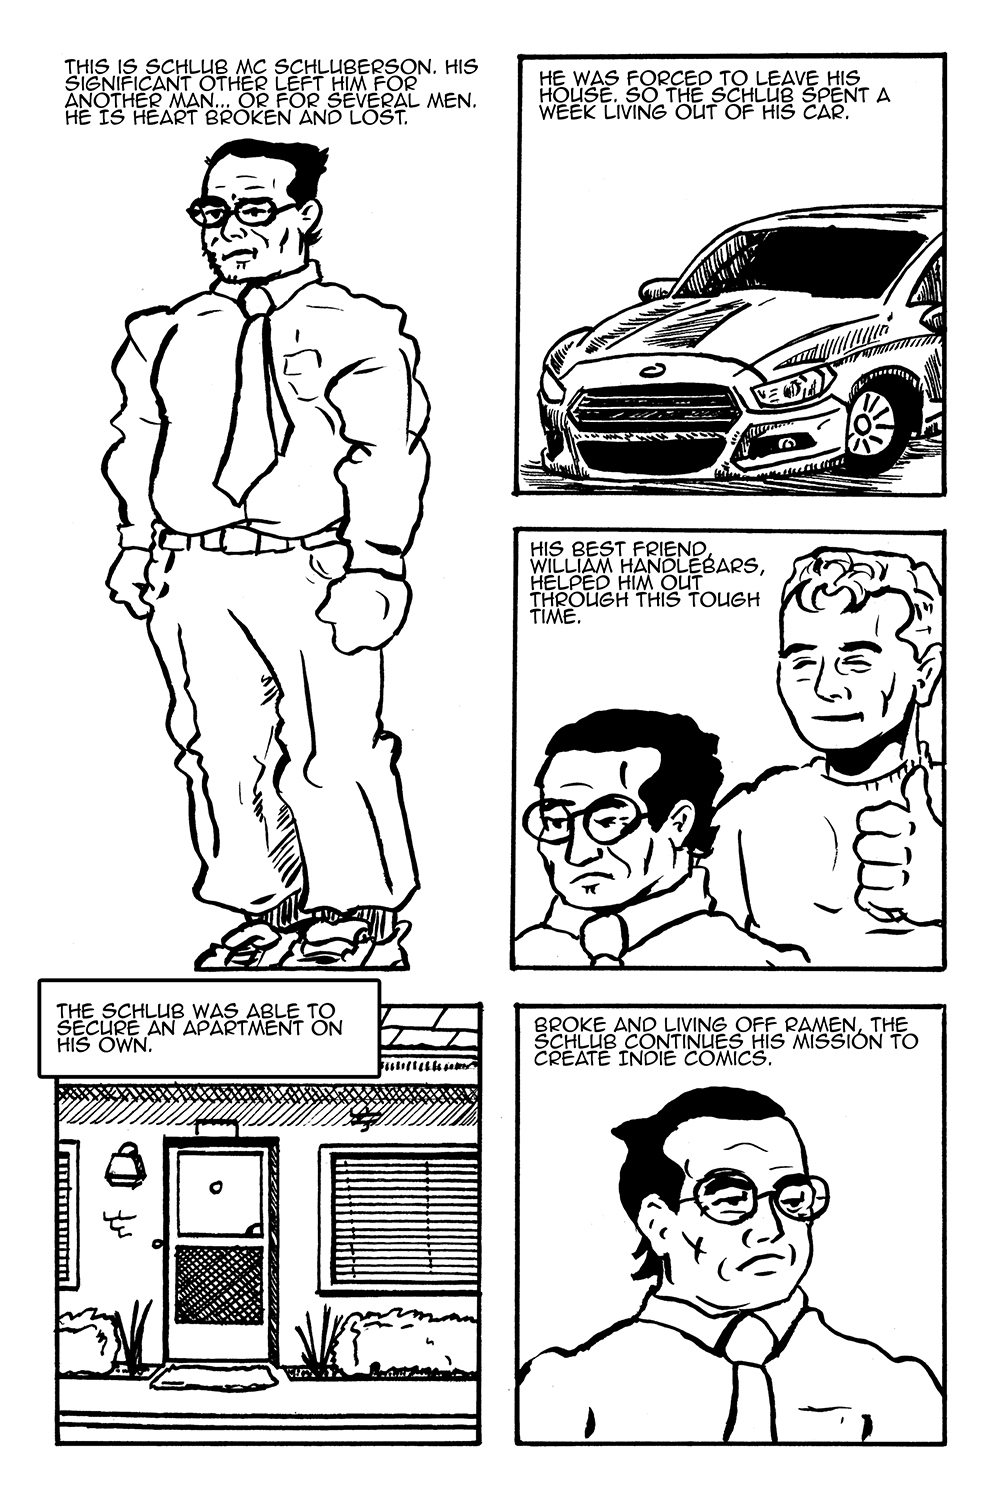 THIS IS SCHLUB MC SCHLUBERSON. HIS
SIGNIFICANT OTHER LEFT HIM FOR
ANOTHER MAN... OR FOR SEVERAL MEN.
HE IS HEART BROKEN AND LOST.
HE WAS FORCED TO LEAVE HIS
HOUSE. SO THE SCHLUB SPENT A
WEEK LIVING OUT OF HIS CAR.
HIS BEST FRIEND,
WILLIAM HANDLEBARS,
HELPED HIM OUT
THROUGH THIS TOUGH
TIME.
THE SCHLUB WAS ABLE TO
SECURE AN APARTMENT ON
HIS OWN.
BROKE AND LIVING OFF RAMEN, THE
SCHLUB CONTINUES HIS MISSION TO
CREATE INDIE COMICS.